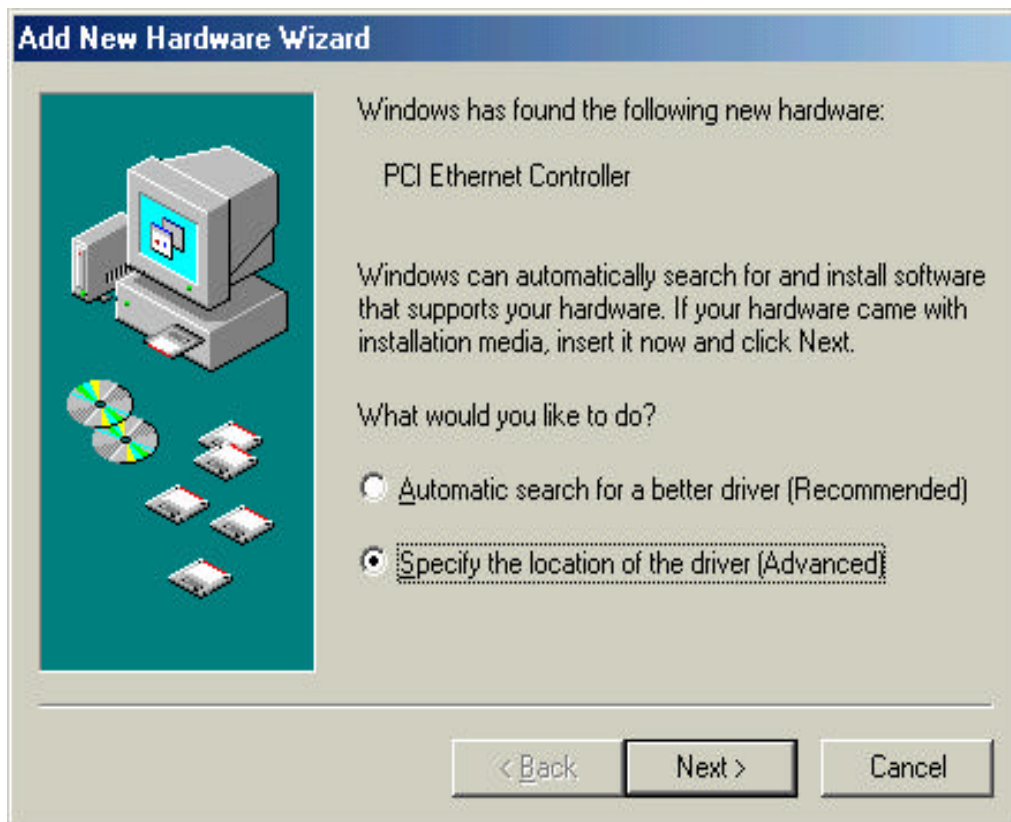 Add New Hardware Wizard
Windows has found the following new hardware:
PCI Ethernet Controller
Windows can automatically search for and install software
that supports your hardware. If your hardware came with
installation media, insert it now and click Next.
What would you like to do?
Automatic search for a better driver (Recommended)
Specify the location of the driver (Advanced)
< Back Next > Cancel